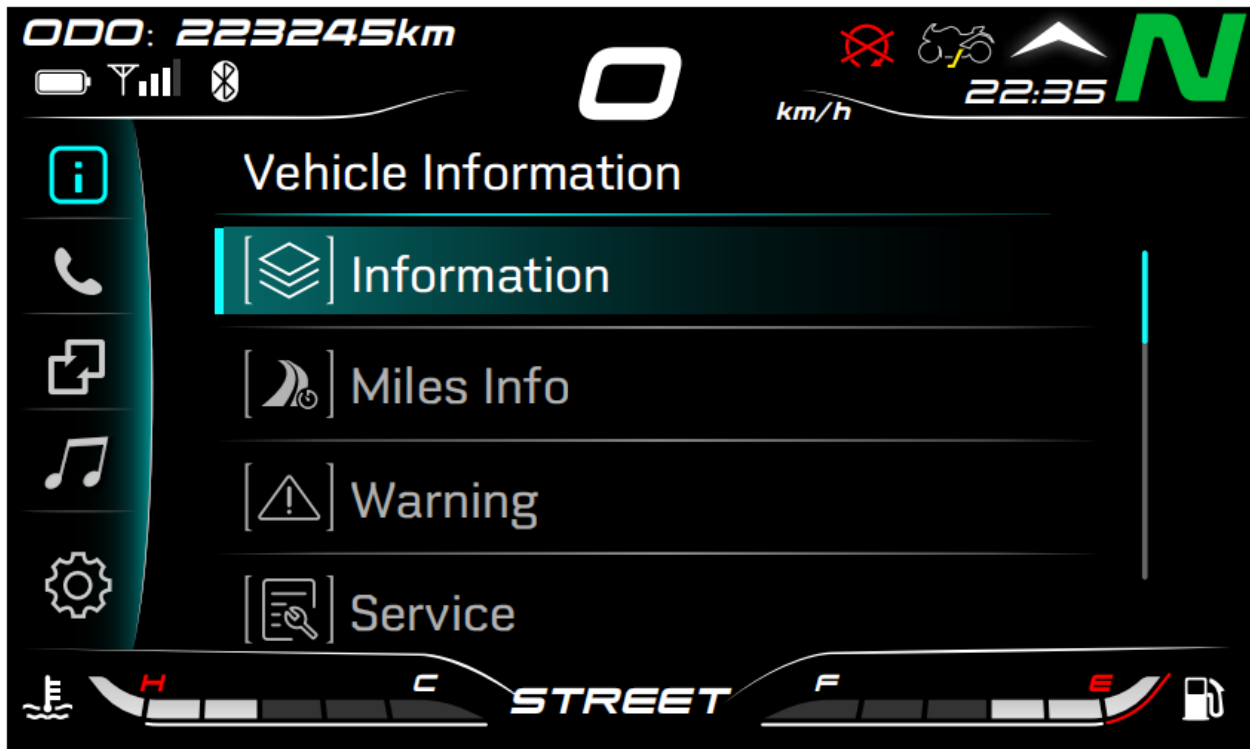 ODO: 223245km
0
km/h
22:35
N
Vehicle Information
Information
Miles Info
Warning
Service
H
C
STREET
F
E